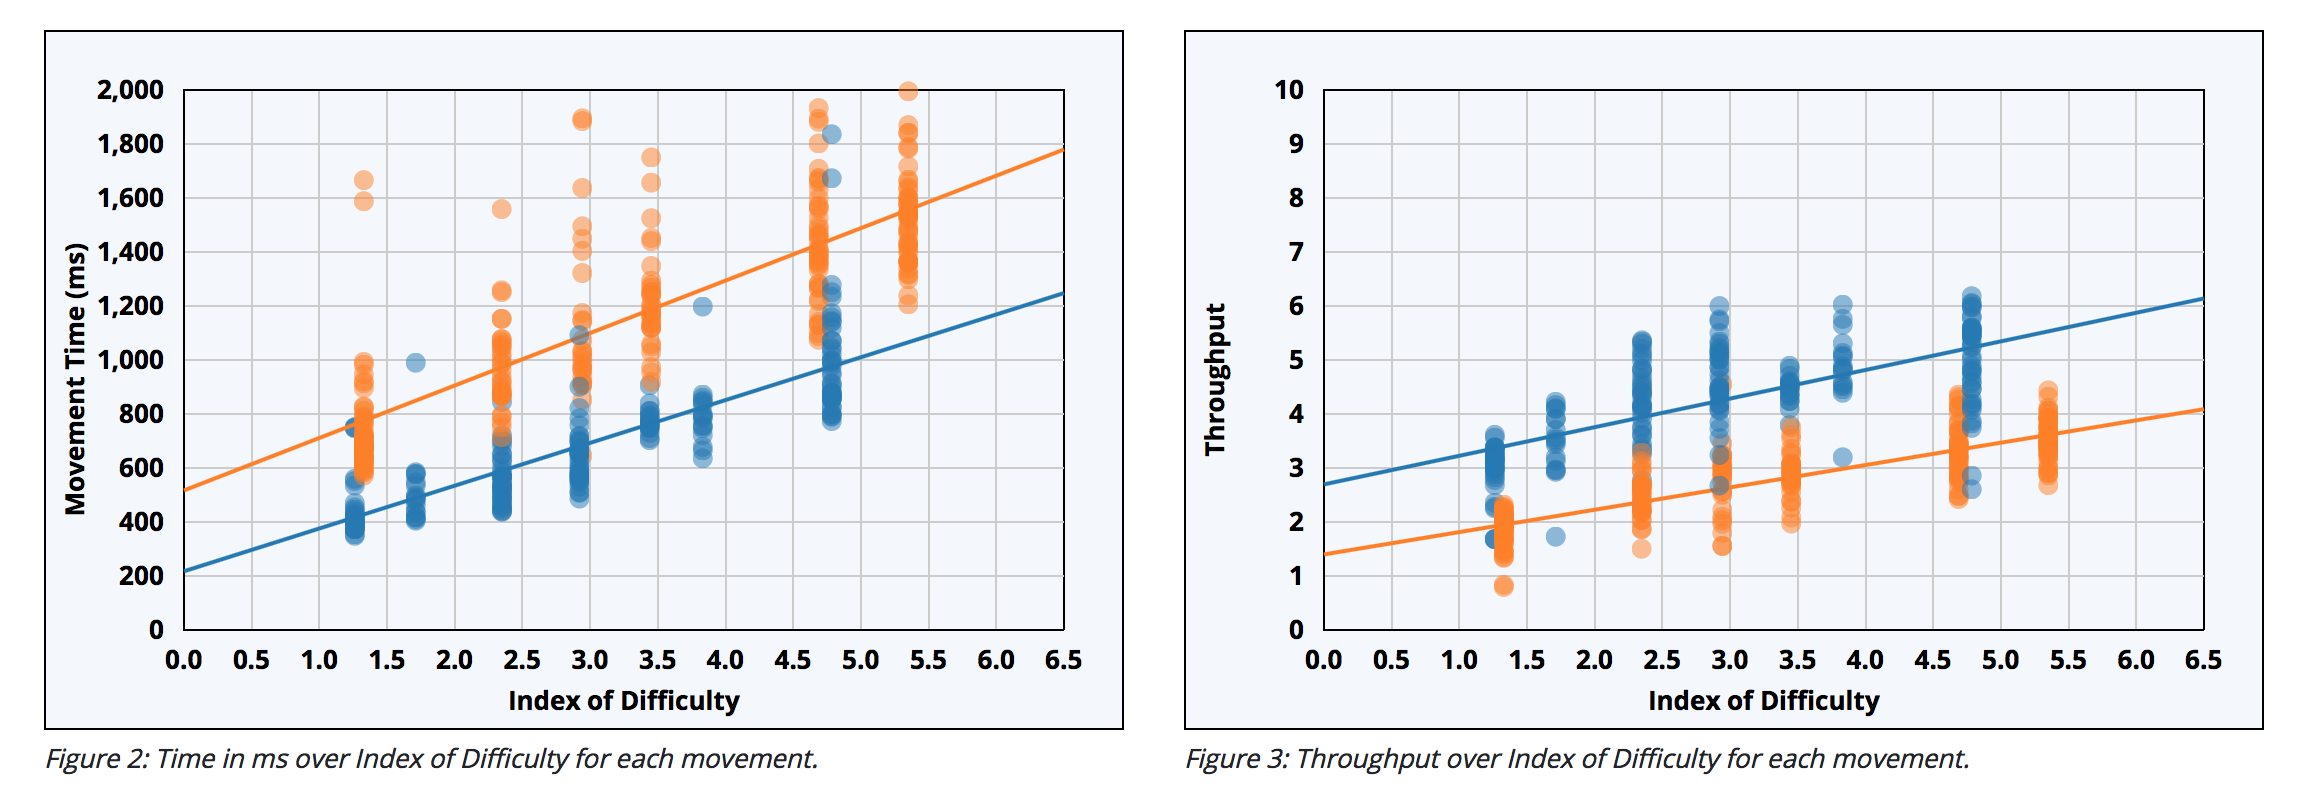 2,000
1,800
1,600
1,400
1,200
1,000
800
600
400
200
0
Movement Time (ms)
0.0 0.5 1.0 1.5 2.0 2.5 3.0 3.5 4.0 4.5 5.0 5.5 6.0 6.5
Index of Difficulty
Figure 2: Time in ms over Index of Difficulty for each movement.
10
9
8
7
6
5
4
3
2
1
0
Throughput
0.0 0.5 1.0 1.5 2.0 2.5 3.0 3.5 4.0 4.5 5.0 5.5 6.0 6.5
Index of Difficulty
Figure 3: Throughput over Index of Difficulty for each movement.